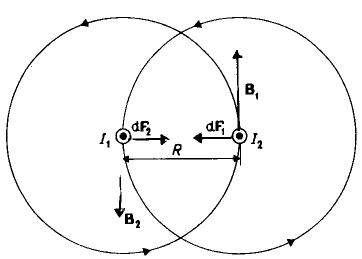 B₁
I₁ dF₂ dF₁ I₂
R
B₂